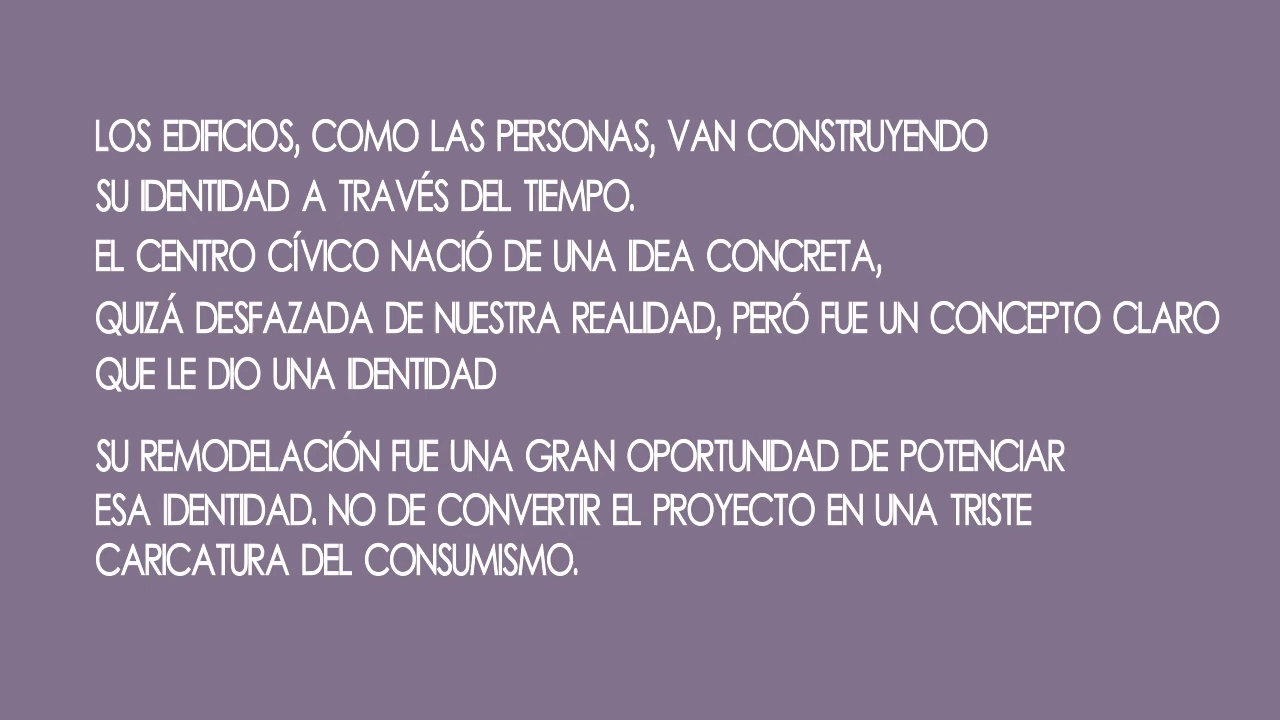 LOS EDIFICIOS, COMO LAS PERSONAS, VAN CONSTRUYENDO
SU IDENTIDAD A TRAVÉS DEL TIEMPO.
EL CENTRO CÍVICO NACIÓ DE UNA IDEA CONCRETA,
QUIZÁ DESFAZADA DE NUESTRA REALIDAD, PERÓ FUE UN CONCEPTO CLARO
QUE LE DIO UNA IDENTIDAD
SU REMODELACIÓN FUE UNA GRAN OPORTUNIDAD DE POTENCIAR
ESA IDENTIDAD. NO DE CONVERTIR EL PROYECTO EN UNA TRISTE
CARICATURA DEL CONSUMISMO.